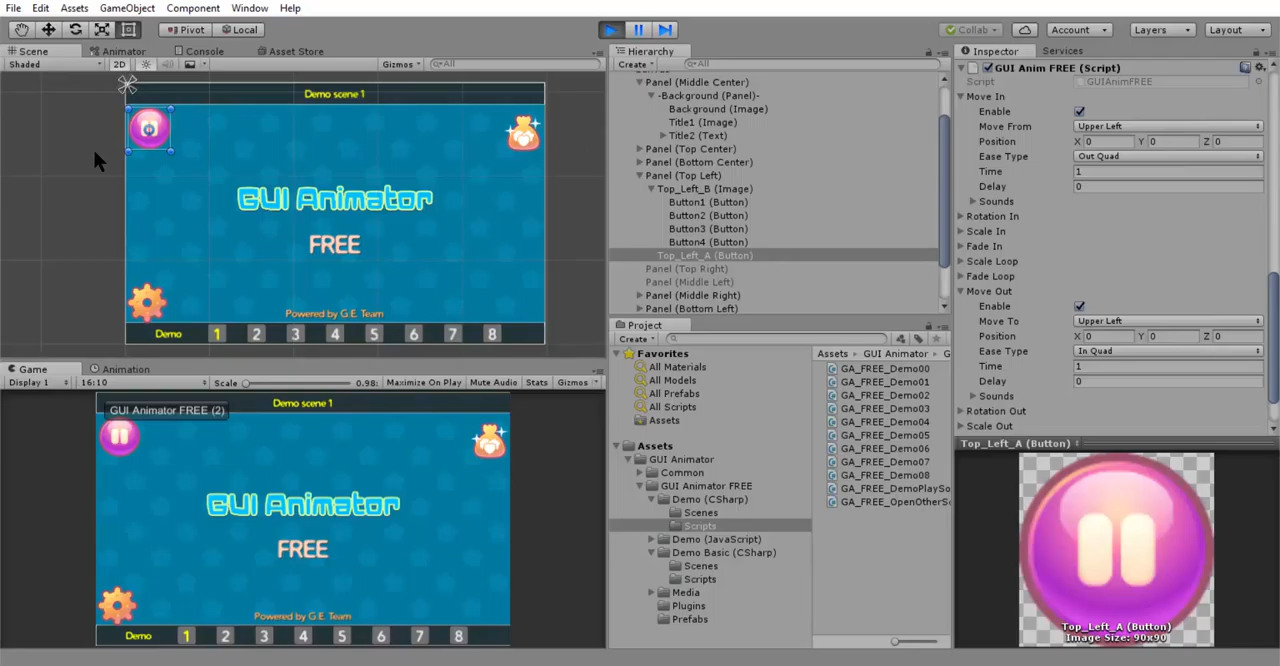 File Edit Assets GameObject Component Window Help
Pivot Local Collab Account Layers Layout
Scene Animator Console Asset Store
Shaded 2D Gizmos All
Demo scene 1
GUI Animator
FREE
Powered by G.E. Team
Demo 1 2 3 4 5 6 7 8
Game Animation
Display 1 16:10 Scale 0.98: Maximize On Play Mute Audio Stats Gizmos
Demo scene 1
GUI Animator FREE (2)
GUI Animator
FREE
Powered by G.E. Team
Demo 1 2 3 4 5 6 7 8
Hierarchy
Create All
Panel (Middle Center)
-Background (Panel)-
Background (Image)
Title1 (Image)
Title2 (Text)
Panel (Top Center)
Panel (Bottom Center)
Panel (Top Left)
Top_Left_B (Image)
Button1 (Button)
Button2 (Button)
Button3 (Button)
Button4 (Button)
Top_Left_A (Button)
Panel (Top Right)
Panel (Middle Left)
Panel (Middle Right)
Panel (Bottom Left)
Project
Create
Favorites
All Materials
All Models
All Prefabs
All Scripts
Assets
Assets
GUI Animator
Common
GUI Animator FREE
Demo (CSharp)
Scenes
Scripts
Demo (JavaScript)
Demo Basic (CSharp)
Scenes
Scripts
Media
Plugins
Prefabs
Assets GUI Animator G
GA_FREE_Demo00
GA_FREE_Demo01
GA_FREE_Demo02
GA_FREE_Demo03
GA_FREE_Demo04
GA_FREE_Demo05
GA_FREE_Demo06
GA_FREE_Demo07
GA_FREE_Demo08
GA_FREE_DemoPlaySo
GA_FREE_OpenOtherSc
Inspector Services
GUI Anim FREE (Script)
Script GUIAnimFREE
Move In
Enable
Move From Upper Left
Position X 0 Y 0 Z 0
Ease Type Out Quad
Time 1
Delay 0
Sounds
Rotation In
Scale In
Fade In
Scale Loop
Fade Loop
Move Out
Enable
Move To Upper Left
Position X 0 Y 0 Z 0
Ease Type In Quad
Time 1
Delay 0
Sounds
Rotation Out
Scale Out
Top_Left_A (Button)
Top_Left_A (Button)
Image Size: 90x90